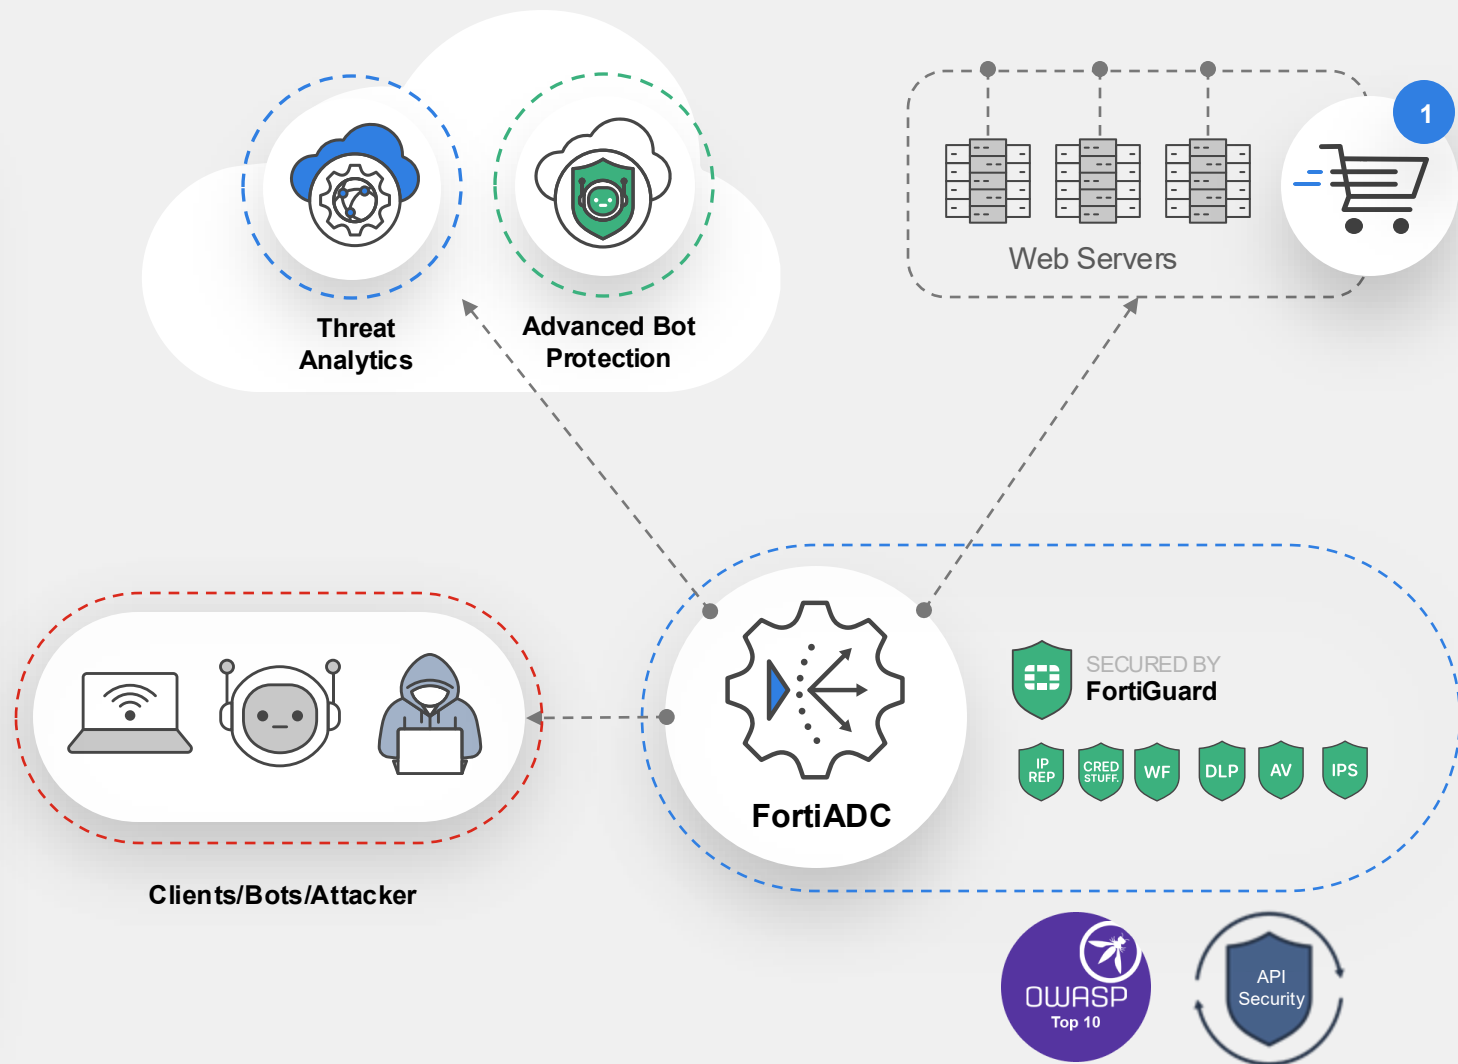 1
Web Servers
Threat
Analytics
Advanced Bot
Protection
SECURED BY
FortiGuard
IP
REP
CRED
STUFF.
WF
DLP
AV
IPS
FortiADC
Clients/Bots/Attacker
OWASP
Top 10
API
Security